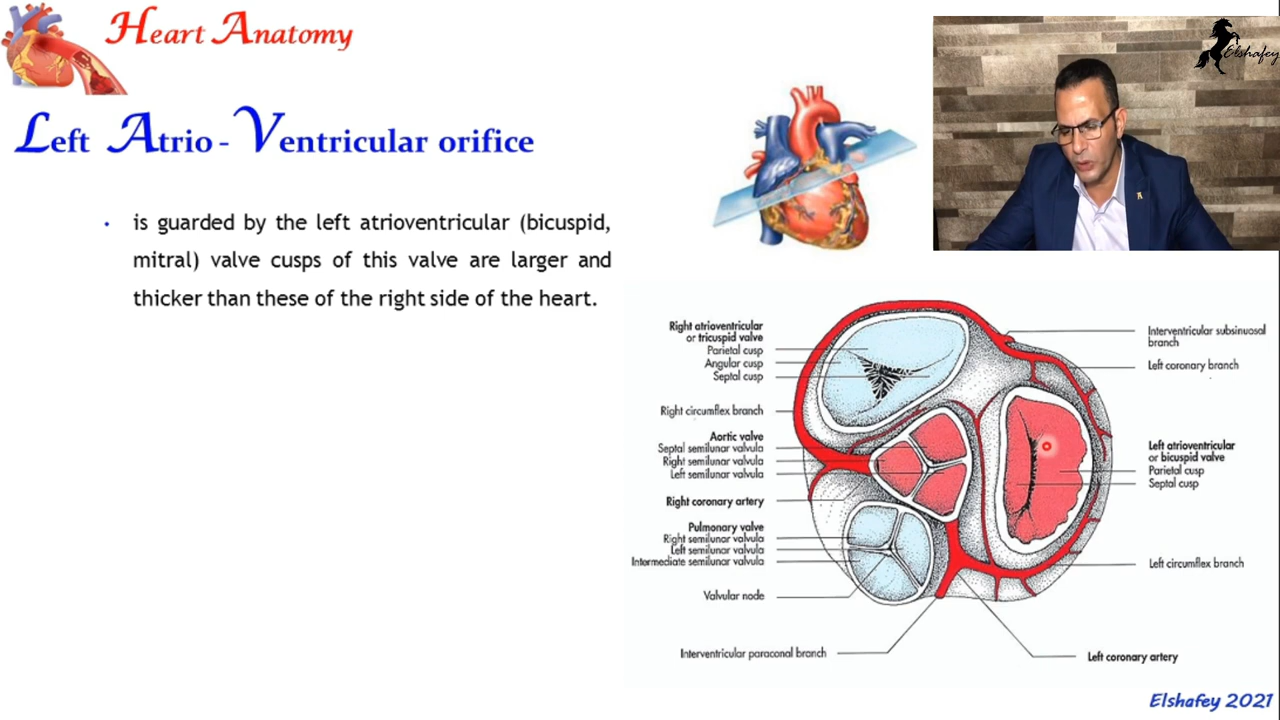 Heart Anatomy
Elshafey
Left Atrio - Ventricular orifice
• is guarded by the left atrioventricular (bicuspid,
mitral) valve cusps of this valve are larger and
thicker than these of the right side of the heart.
Right atrioventricular
or tricuspid valve
Parietal cusp
Angular cusp
Septal cusp
Right circumflex branch
Aortic valve
Septal semilunar valvula
Right semilunar valvula
Left semilunar valvula
Right coronary artery
Pulmonary valve
Right semilunar valvula
Left semilunar valvula
Intermediate semilunar valvula
Valvular node
Interventricular paraconal branch
Interventricular subsinuosal
branch
Left coronary branch
Left atrioventricular
or bicuspid valve
Parietal cusp
Septal cusp
Left circumflex branch
Left coronary artery
Elshafey 2021